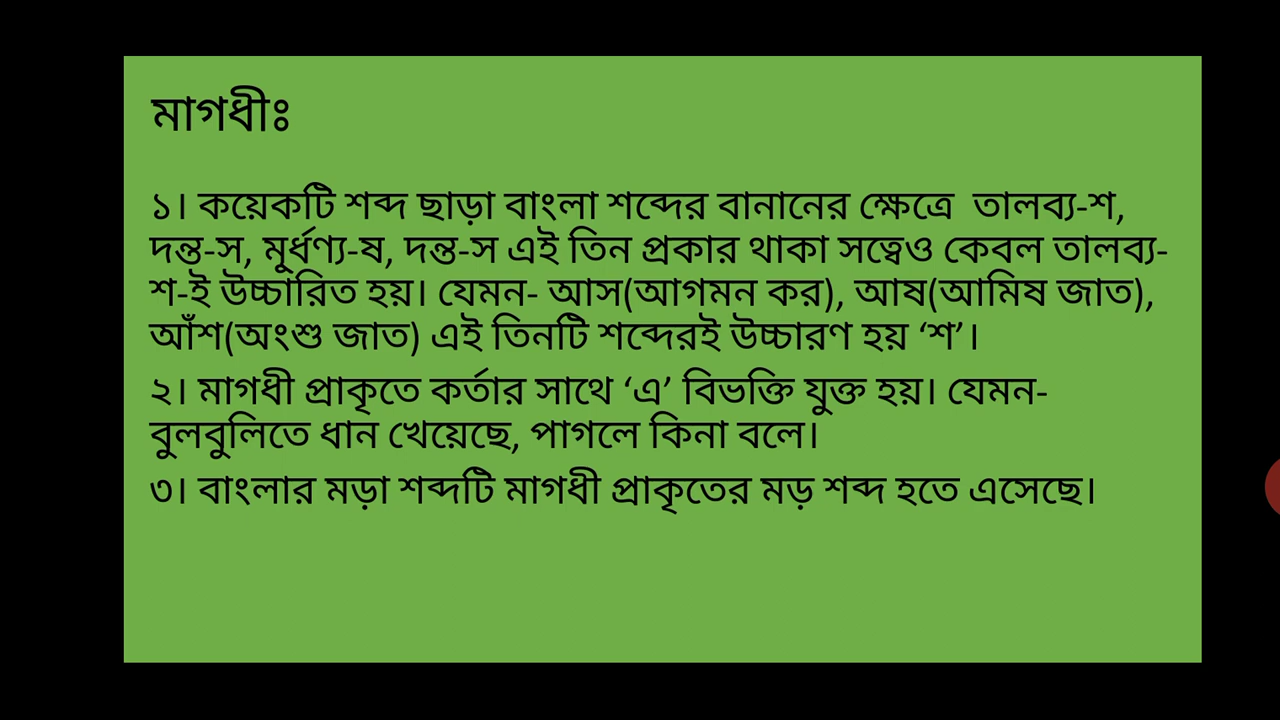 মাগধীঃ
১। কয়েকটি শব্দ ছাড়া বাংলা শব্দের বানানের ক্ষেত্রে  তালব্য-শ,
দন্ত-স, মুর্ধণ্য-ষ, দন্ত-স এই তিন প্রকার থাকা সত্বেও কেবল তালব্য-
শ-ই উচ্চারিত হয়। যেমন- আস(আগমন কর), আষ(আমিষ জাত),
আঁশ(অংশু জাত) এই তিনটি শব্দেরই উচ্চারণ হয় ‘শ’।
২। মাগধী প্রাকৃতে কর্তার সাথে ‘এ’ বিভক্তি যুক্ত হয়। যেমন-
বুলবুলিতে ধান খেয়েছে, পাগলে কিনা বলে।
৩। বাংলার মড়া শব্দটি মাগধী প্রাকৃতের মড় শব্দ হতে এসেছে।